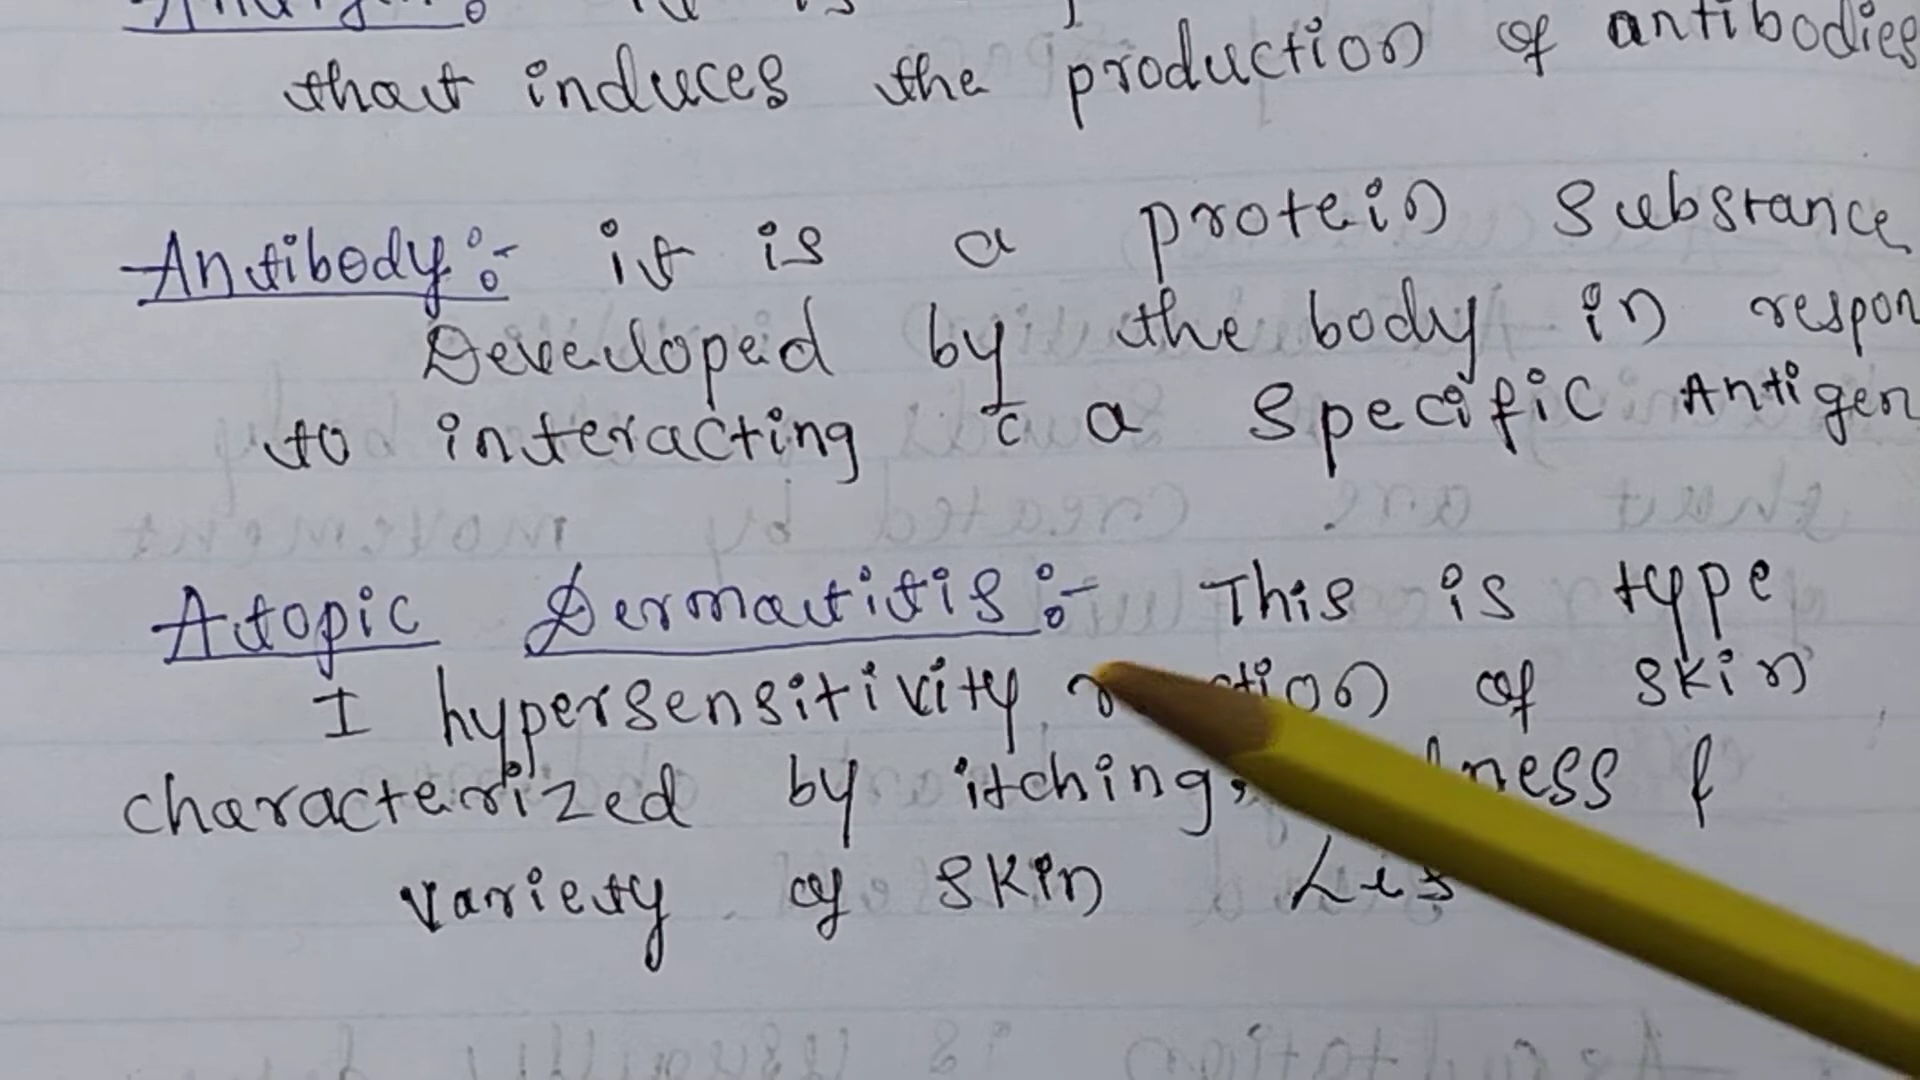 that induces the production of antibodies
Antibody:- it is a protein substance
Developed by the body in respon
to interacting c̄ a specific Antigen
Atopic Dermatitis:- This is type
I hypersensitivity of skin
characterized by itching,
variety of skin